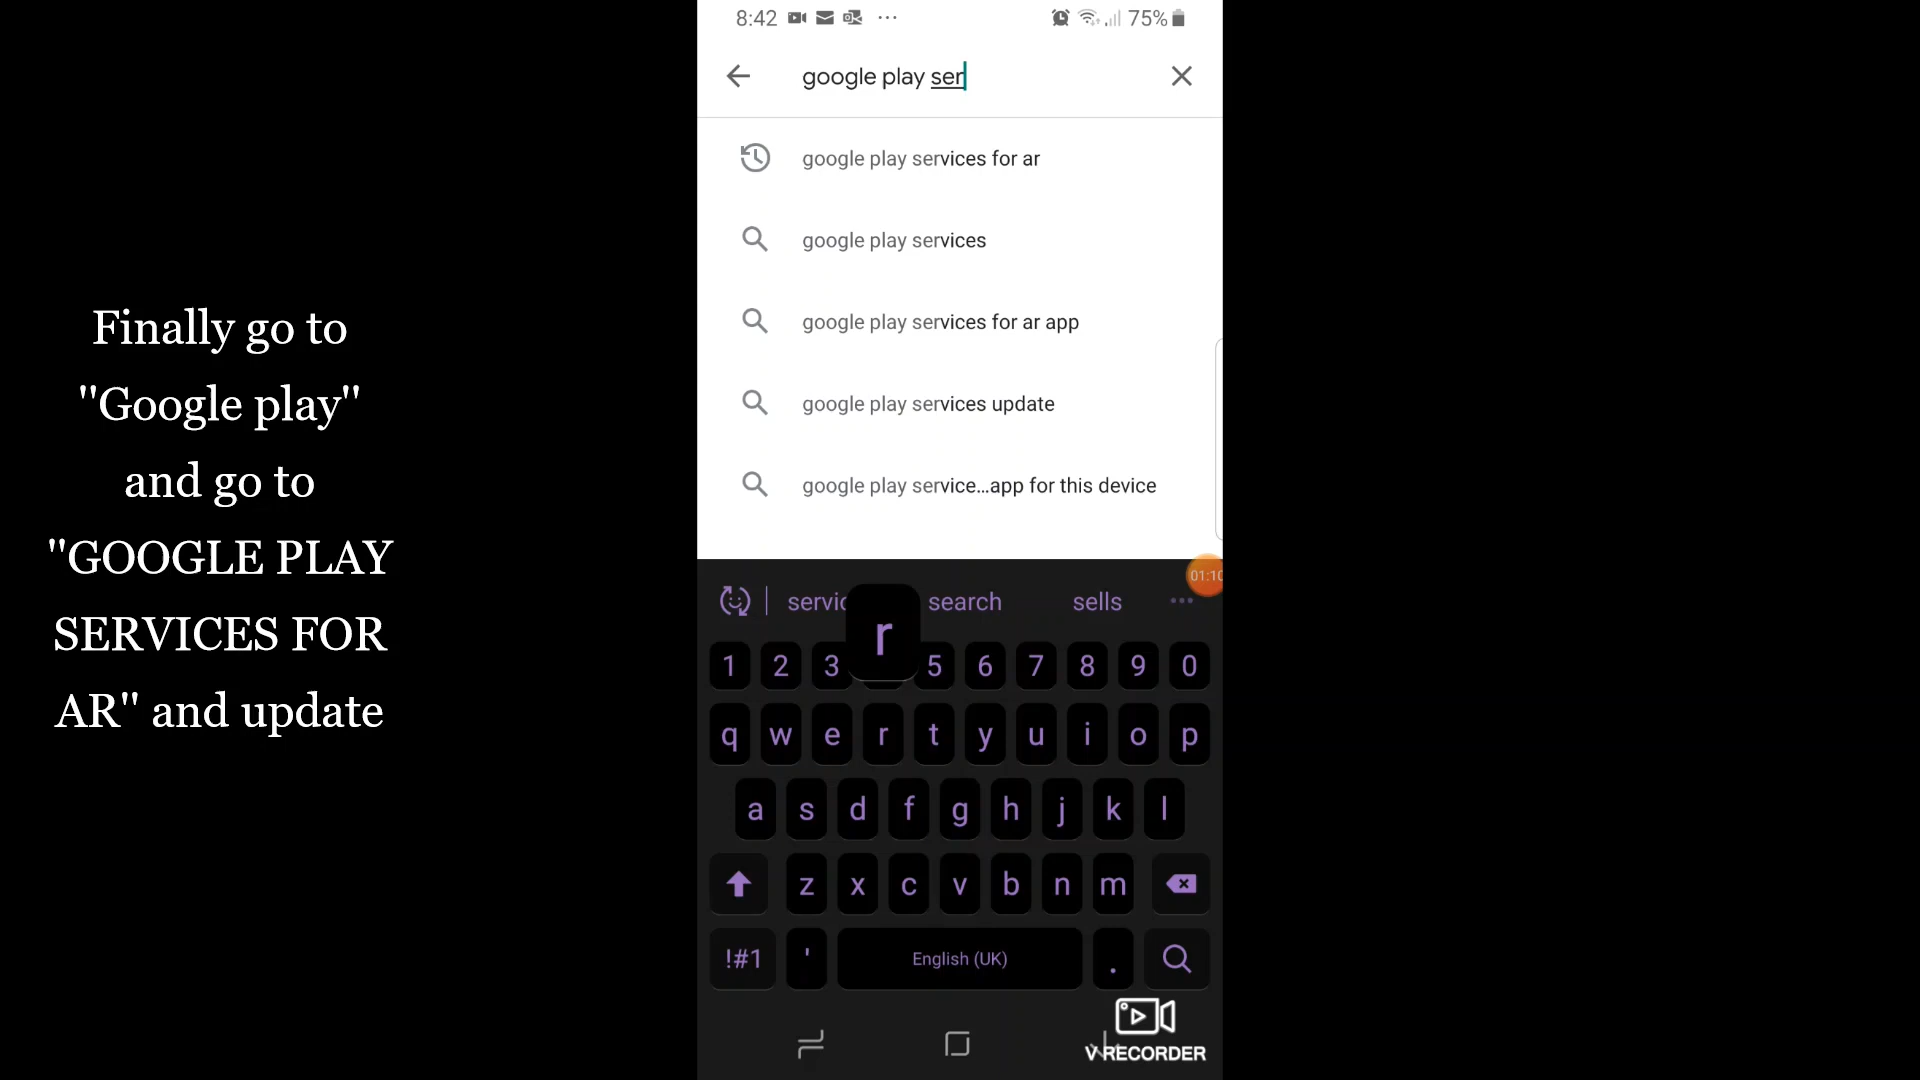 Finally go to
"Google play"
and go to
"GOOGLE PLAY
SERVICES FOR
AR" and update
8:42
75%
google play ser
google play services for ar
google play services
google play services for ar app
google play services update
google play service...app for this device
01:10
servic search sells
r
1 2 3 5 6 7 8 9 0
q w e r t y u i o p
a s d f g h j k l
z x c v b n m
!#1 ' English (UK) .
V RECORDER